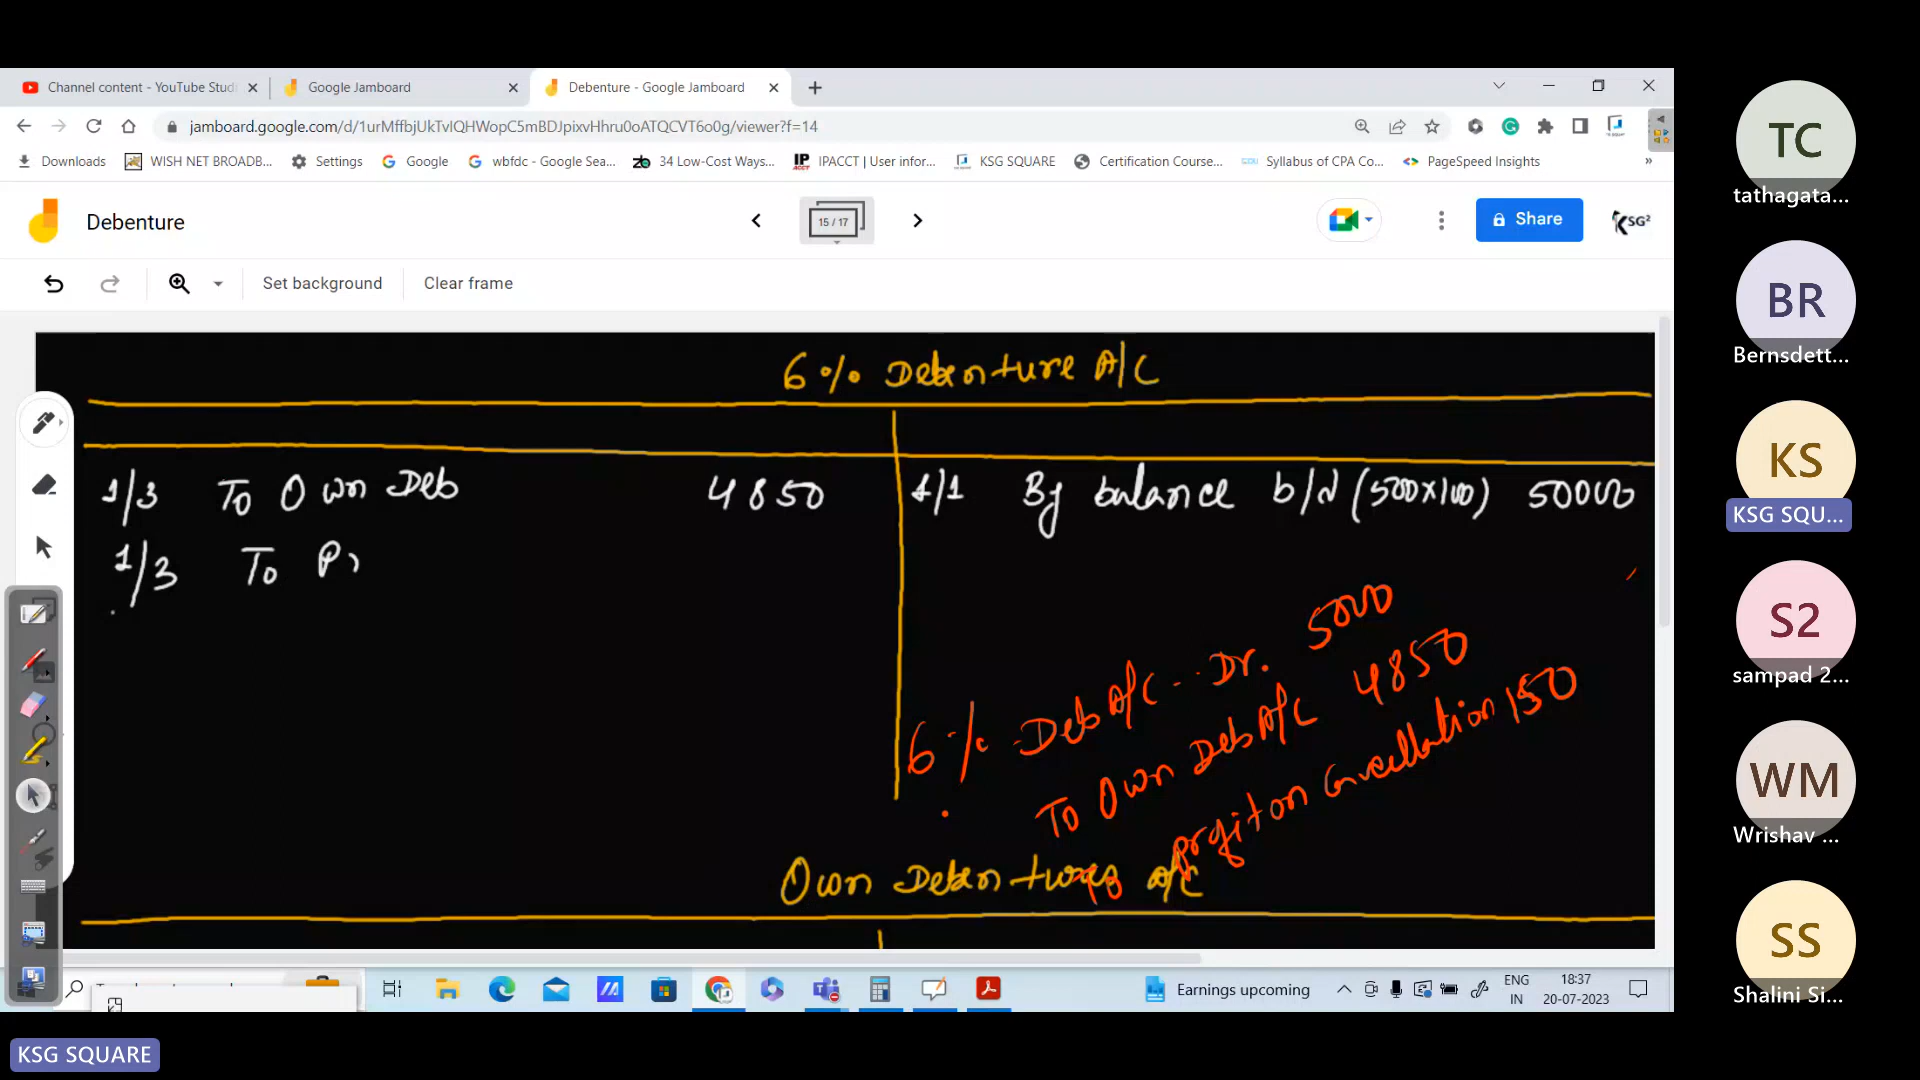 Channel content - YouTube Studi
Google Jamboard
Debenture - Google Jamboard
jamboard.google.com/d/1urMffbjUkTvIQHWopC5mBDJpixvHhru0oATQCVT6o0g/viewer?f=14
Downloads
WISH NET BROADB...
Settings
Google
wbfdc - Google Sea...
34 Low-Cost Ways...
IPACCT | User infor...
KSG SQUARE
Certification Course...
Syllabus of CPA Co...
PageSpeed Insights
»
Debenture
15 / 17
Share
KSG²
Set background
Clear frame
6% Debenture A/C
1/3 To Own Deb 4850 1/1 By balance b/d (500x100) 50000
1/3 To Pr
6% Deb A/C .. Dr. 5000
To Own Deb A/C 4850
To profit on Cancellation 150
Own Debentures A/C
Earnings upcoming
ENG
IN
18:37
20-07-2023
TC
tathagata...
BR
Bernsdett...
KS
KSG SQU...
S2
sampad 2...
WM
Wrishav ...
SS
Shalini Si...
KSG SQUARE